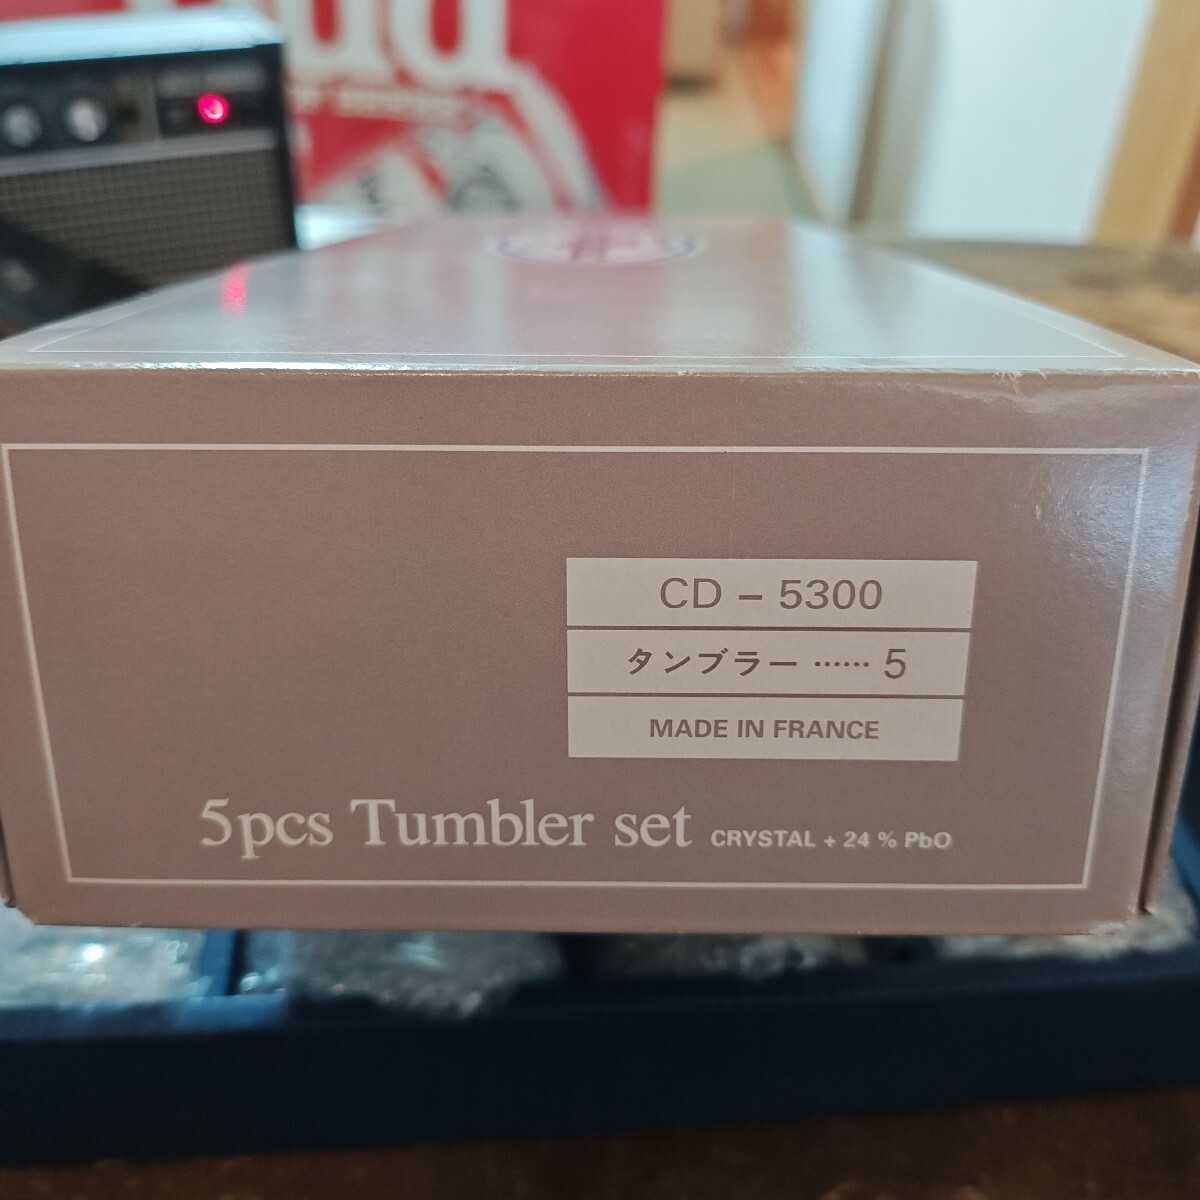 CD – 5300
タンブラー …… 5
MADE IN FRANCE
5pcs Tumbler set CRYSTAL + 24 % PbO